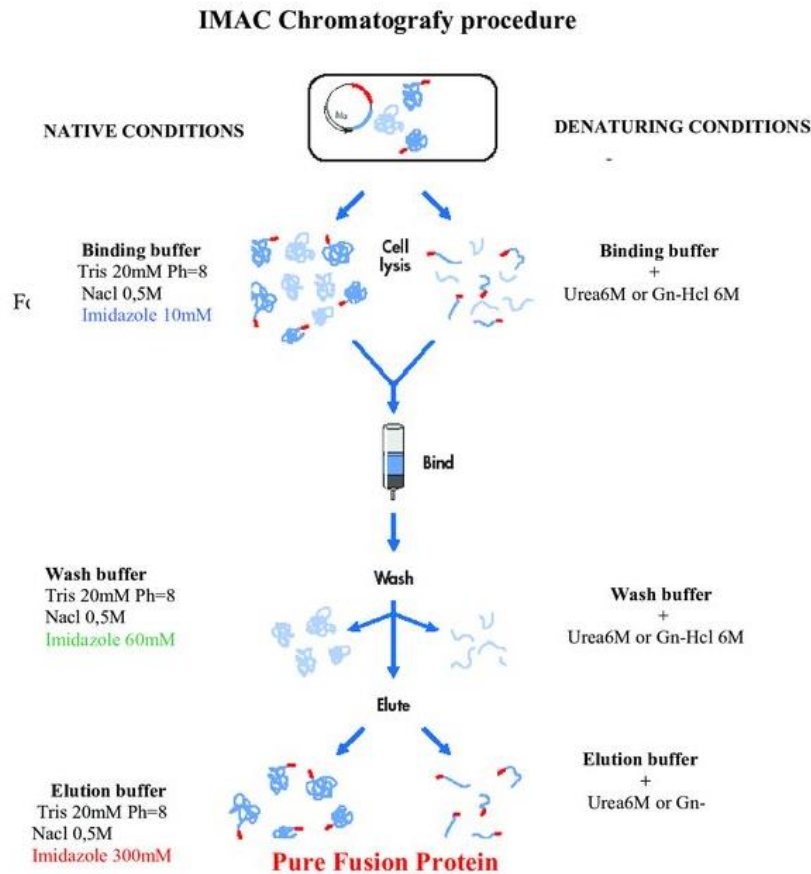 IMAC Chromatografy procedure
NATIVE CONDITIONS
DENATURING CONDITIONS
-
bla
Binding buffer
Tris 20mM Ph=8
Nacl 0,5M
Imidazole 10mM
Fc
Cell
lysis
Binding buffer
+
Urea6M or Gn-Hcl 6M
Bind
Wash buffer
Tris 20mM Ph=8
Nacl 0,5M
Imidazole 60mM
Wash
Wash buffer
+
Urea6M or Gn-Hcl 6M
Elute
Elution buffer
Tris 20mM Ph=8
Nacl 0,5M
Imidazole 300mM
Elution buffer
+
Urea6M or Gn-
Pure Fusion Protein